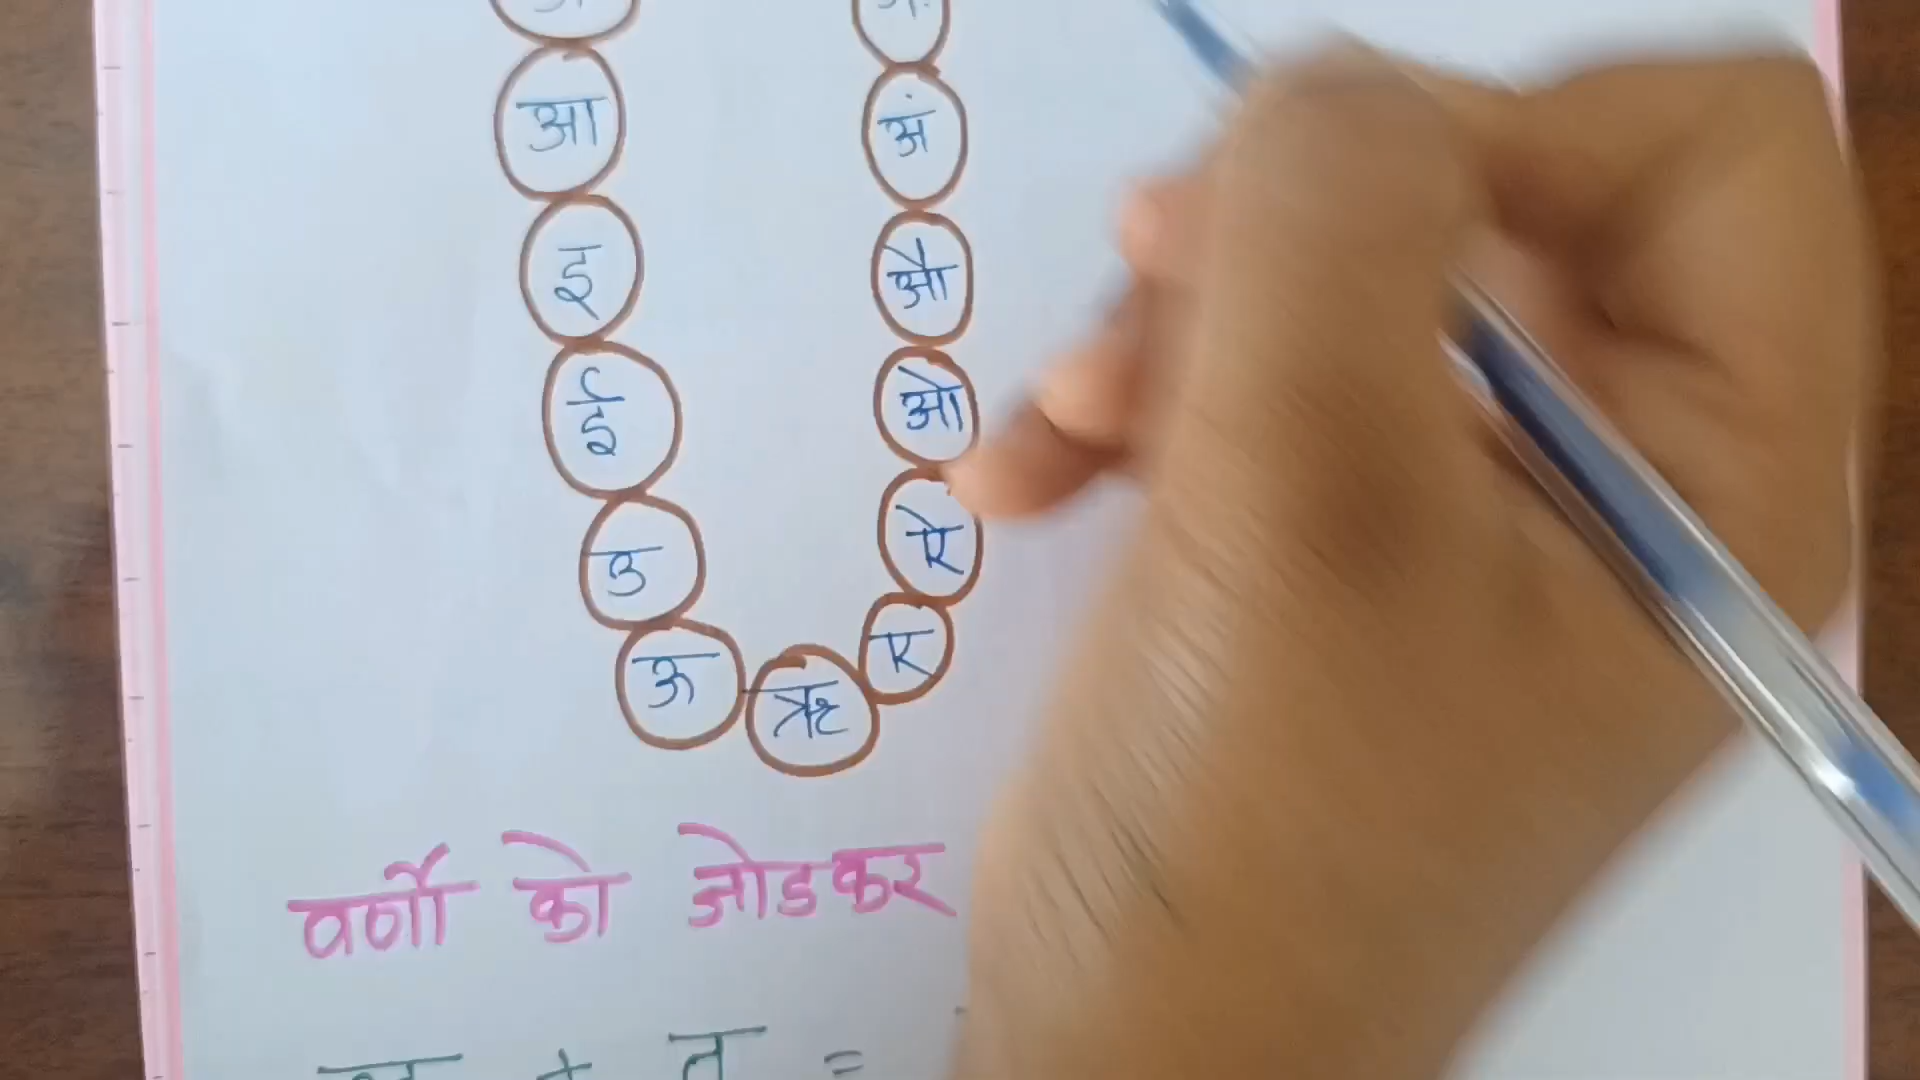 आ
इ
ई
उ
ऊ
ऋ
ए
ऐ
ओ
औ
अं
वर्णो को जोडकर
+ त =